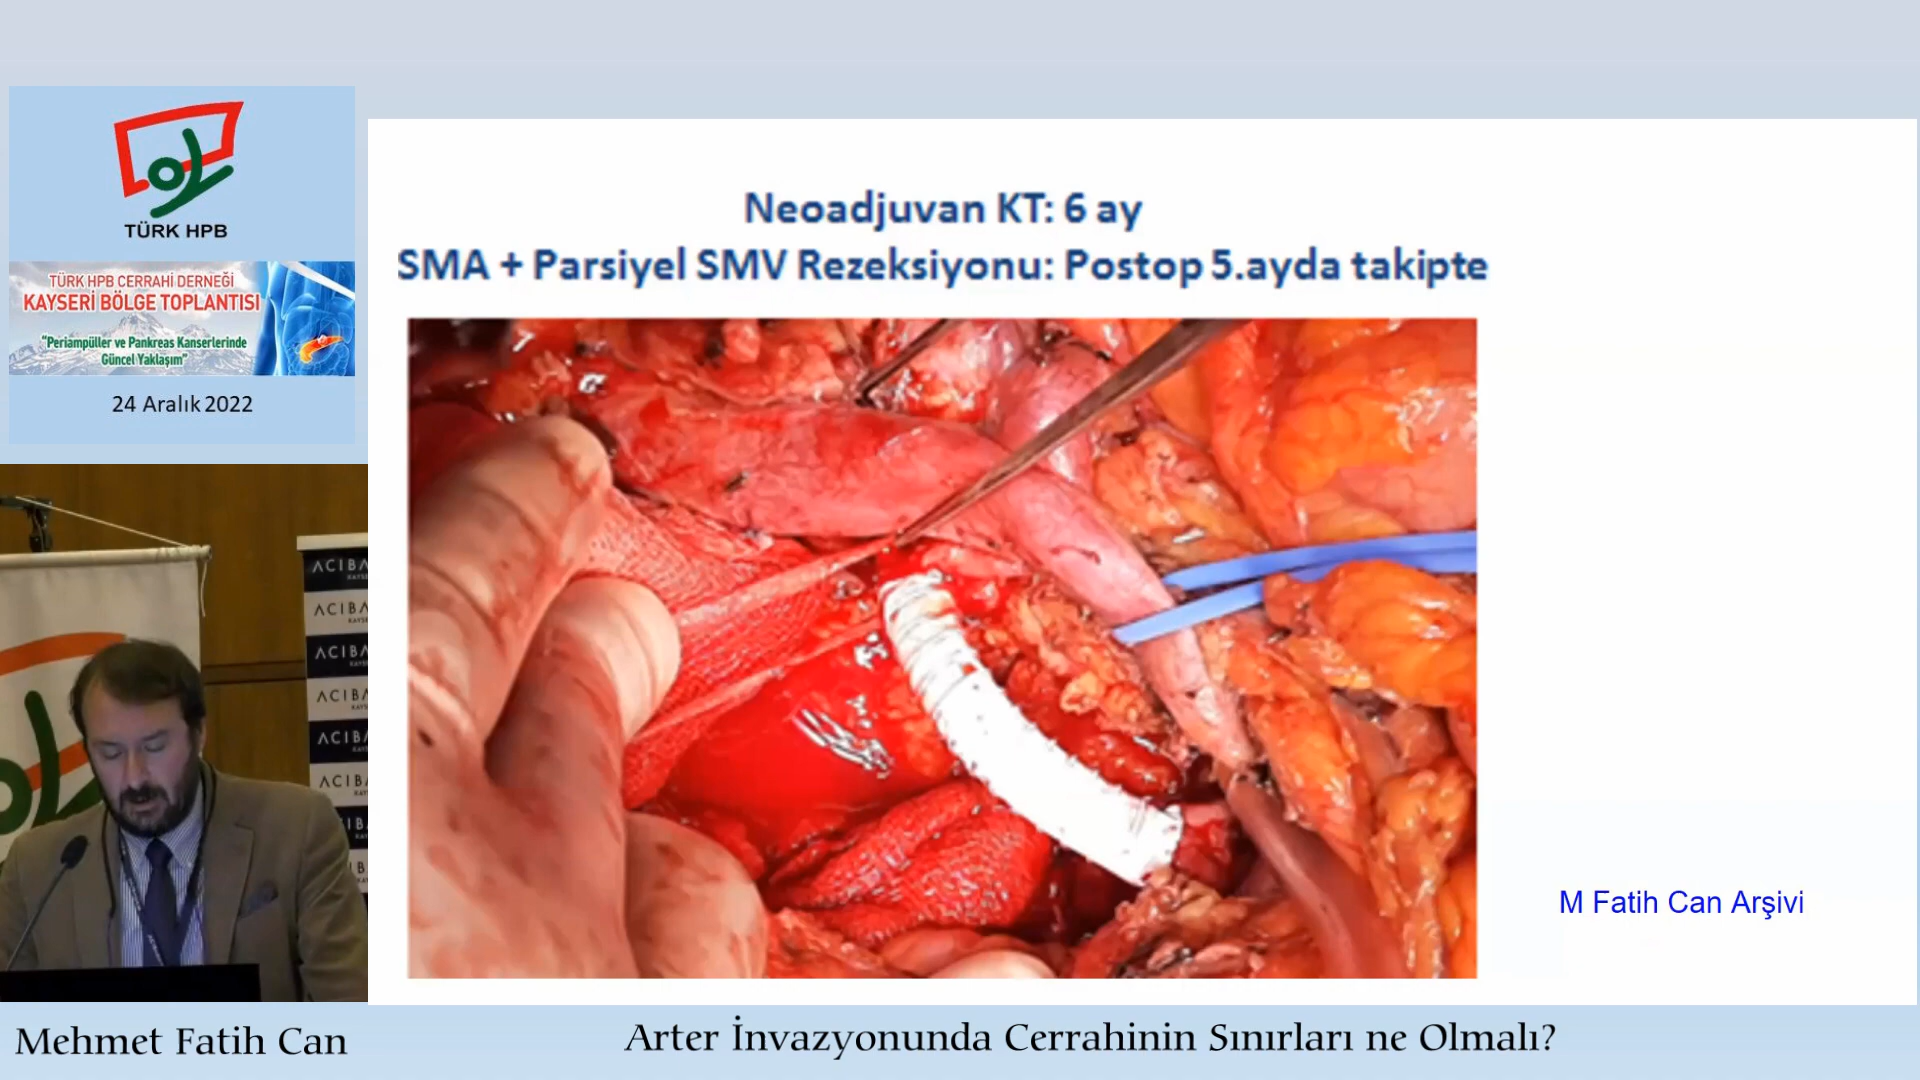 TÜRK HPB
TÜRK HPB CERRAHİ DERNEĞİ
KAYSERİ BÖLGE TOPLANTISI
"Periampüller ve Pankreas Kanserlerinde
Güncel Yaklaşım"
24 Aralık 2022
Neoadjuvan KT: 6 ay
SMA + Parsiyel SMV Rezeksiyonu: Postop 5.ayda takipte
M Fatih Can Arşivi
Mehmet Fatih Can
Arter İnvazyonunda Cerrahinin Sınırları ne Olmalı?